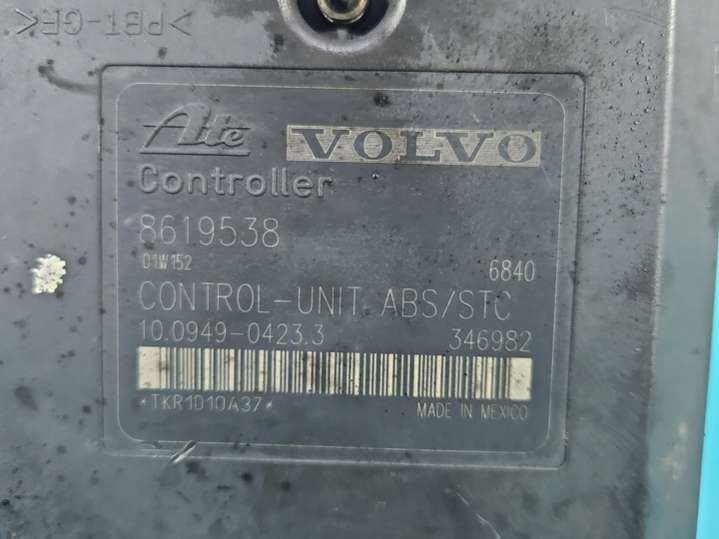 >PBT-GF<
Ate VOLVO
Controller
8619538
01W152 6840
CONTROL-UNIT ABS/STC
10.0949-0423.3 346982
*TKR1010A37* MADE IN MEXICO